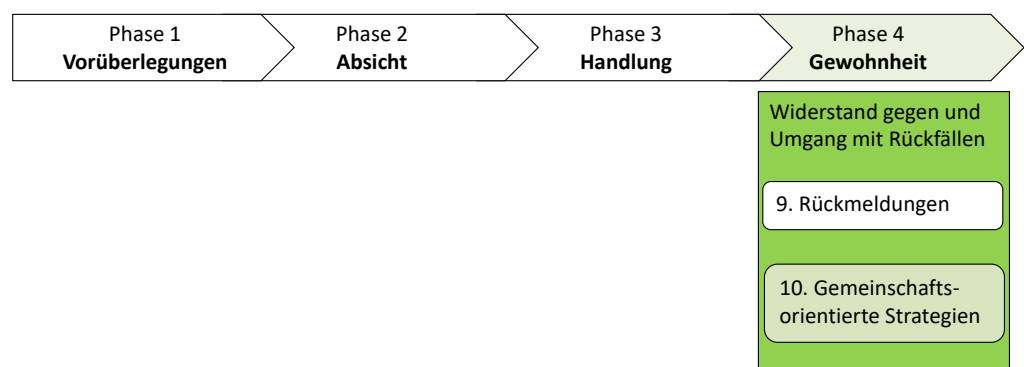 Phase 1
Vorüberlegungen
Phase 2
Absicht
Phase 3
Handlung
Phase 4
Gewohnheit
Widerstand gegen und
Umgang mit Rückfällen
9. Rückmeldungen
10. Gemeinschafts-
orientierte Strategien